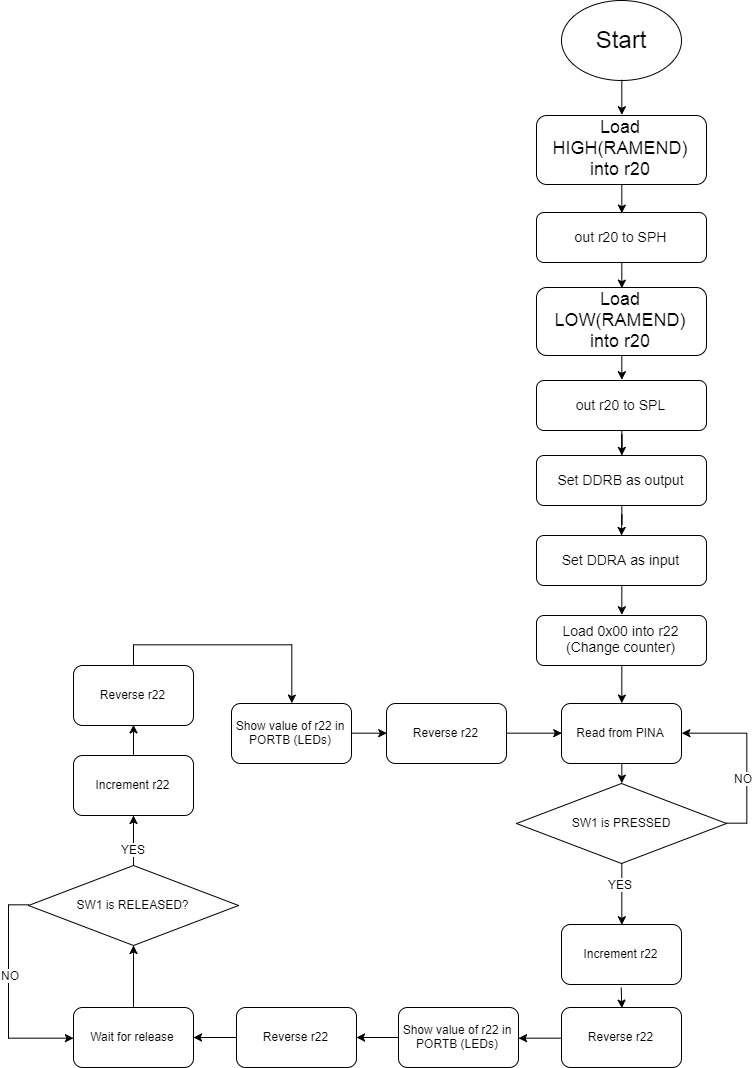 Start
Load
HIGH(RAMEND)
into r20
out r20 to SPH
Load
LOW(RAMEND)
into r20
out r20 to SPL
Set DDRB as output
Set DDRA as input
Load 0x00 into r22
(Change counter)
Read from PINA
SW1 is PRESSED
NO
YES
Increment r22
Reverse r22
Show value of r22 in
PORTB (LEDs)
Reverse r22
Wait for release
SW1 is RELEASED?
NO
YES
Increment r22
Reverse r22
Show value of r22 in
PORTB (LEDs)
Reverse r22